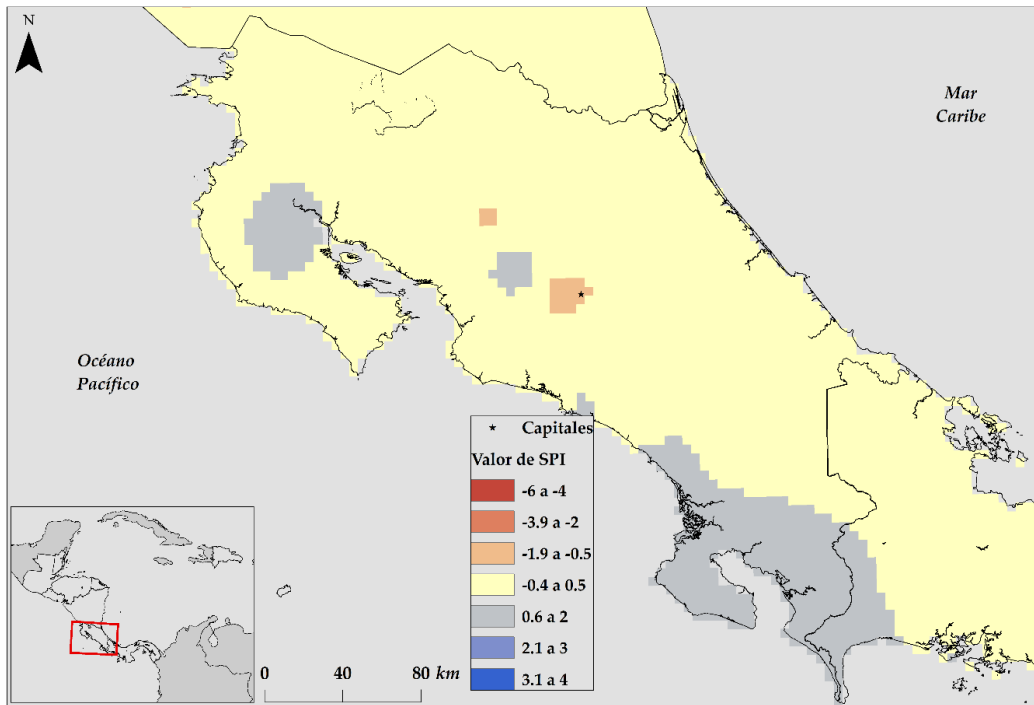 N
Mar
Caribe
Océano
Pacífico
Capitales
Valor de SPI
-6 a -4
-3.9 a -2
-1.9 a -0.5
-0.4 a 0.5
0.6 a 2
2.1 a 3
3.1 a 4
0 40 80 km